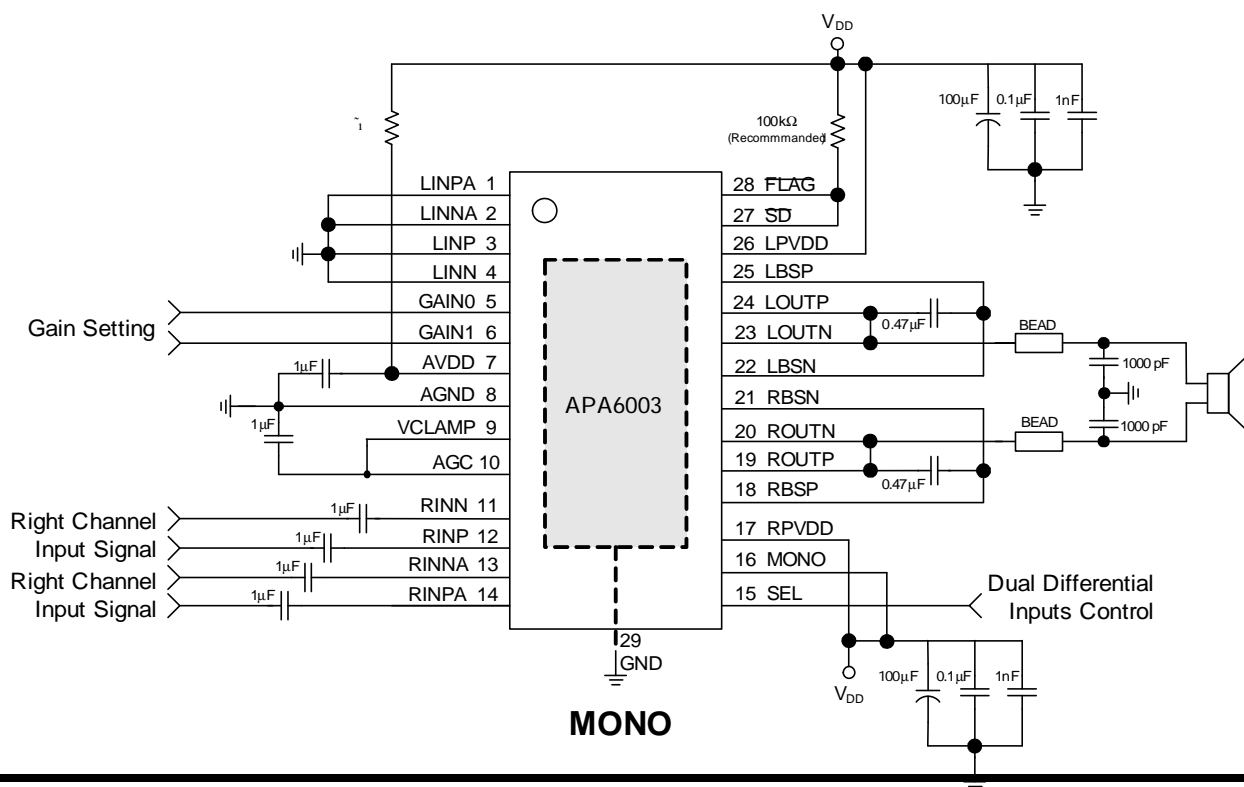 VDD
100µF 0.1µF 1nF
100kΩ
(Recommmanded)
LINPA 1
LINNA 2
LINP 3
LINN 4
GAIN0 5
GAIN1 6
AVDD 7
AGND 8
VCLAMP 9
AGC 10
RINN 11
RINP 12
RINNA 13
RINPA 14
28 FLAG
27 SD
26 LPVDD
25 LBSP
24 LOUTP
23 LOUTN
22 LBSN
21 RBSN
20 ROUTN
19 ROUTP
18 RBSP
17 RPVDD
16 MONO
15 SEL
Gain Setting
1µF
1µF
Right Channel
Input Signal
Right Channel
Input Signal
1µF
1µF
1µF
1µF
APA6003
0.47µF
BEAD
1000 pF
BEAD
1000 pF
0.47µF
Dual Differential
Inputs Control
29
GND
VDD
100µF 0.1µF 1nF
MONO